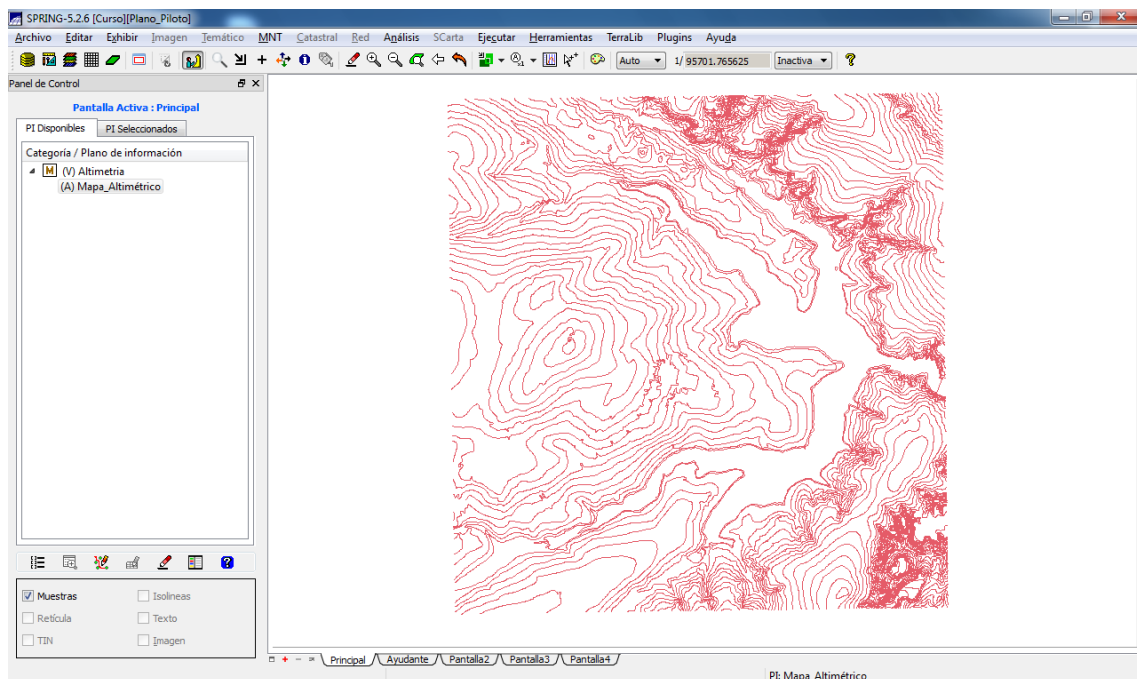 SPRING-5.2.6 [Curso][Plano_Piloto]
Archivo Editar Exhibir Imagen Temático MNT Catastral Red Análisis SCarta Ejecutar Herramientas TerraLib Plugins Ayuda
Auto 1/ 95701.765625 Inactiva
Panel de Control
Pantalla Activa : Principal
PI Disponibles PI Seleccionados
Categoría / Plano de información
M (V) Altimetria
(A) Mapa_Altimétrico
Muestras Isolineas
Retícula Texto
TIN Imagen
Principal Ayudante Pantalla2 Pantalla3 Pantalla4
PI: Mapa_Altimétrico